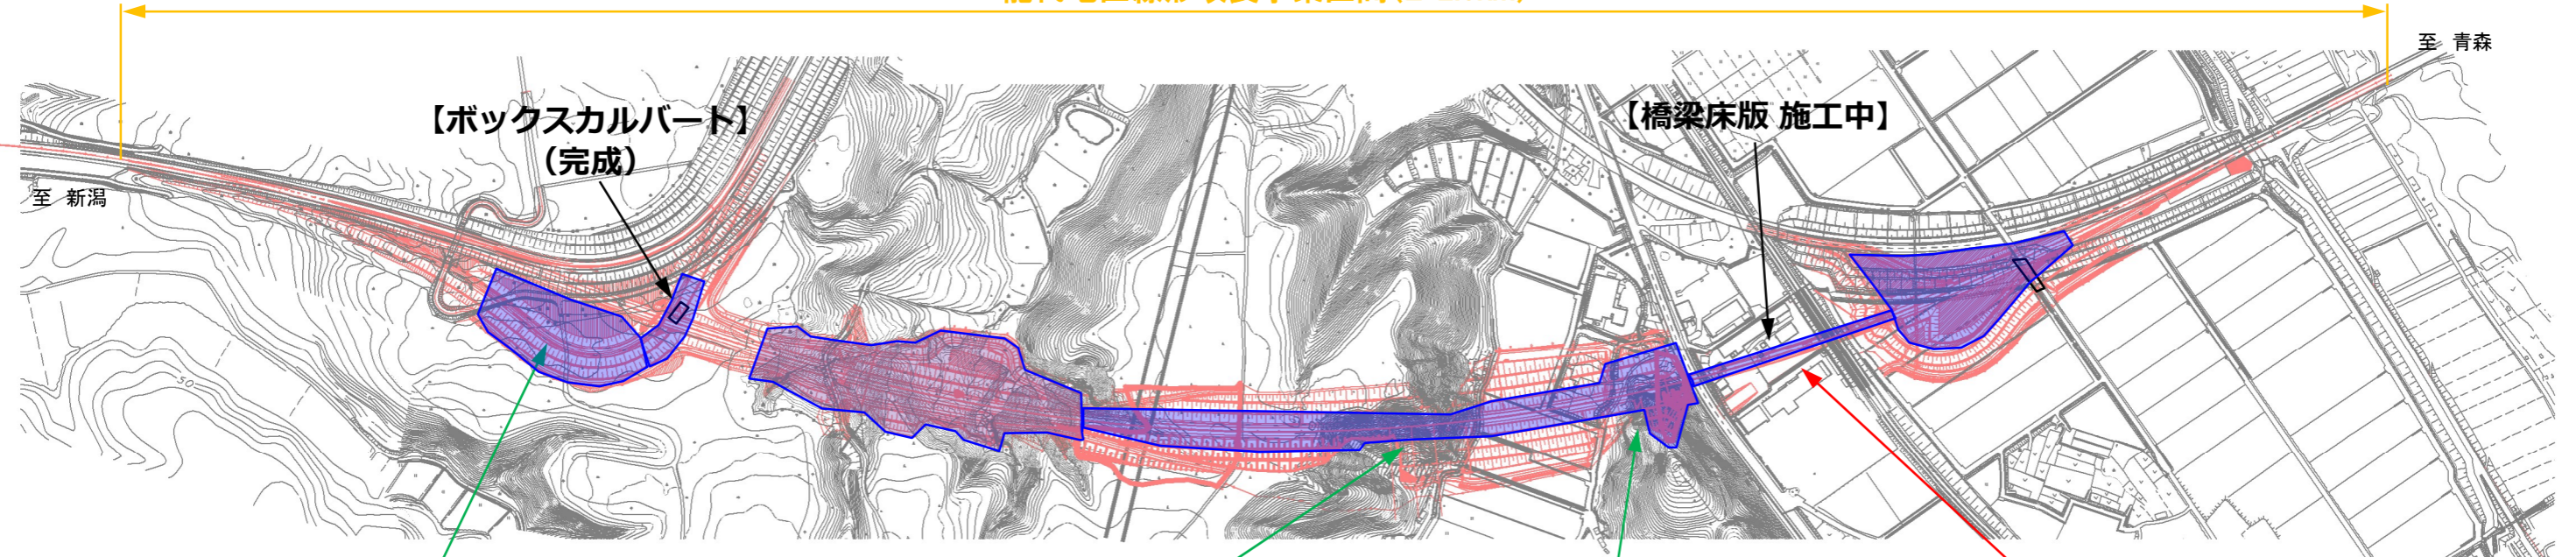 至 青森
【ボックスカルバート】
（完成）
【橋梁床版 施工中】
至 新潟
50